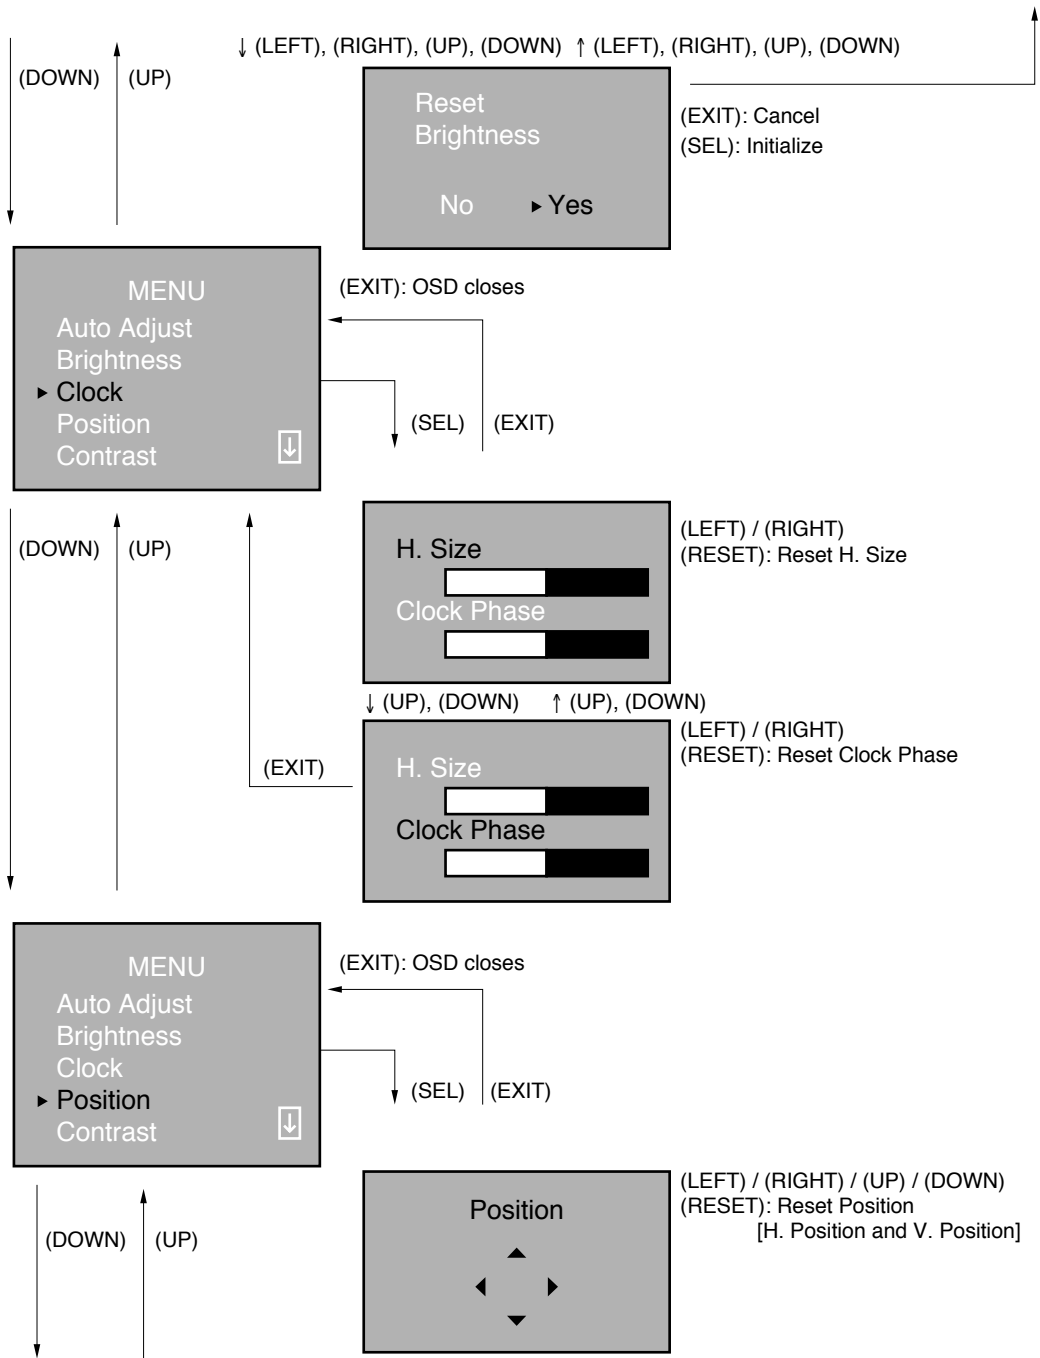 ↓ (LEFT), (RIGHT), (UP), (DOWN) ↑ (LEFT), (RIGHT), (UP), (DOWN)
(DOWN) (UP)
Reset
Brightness
No ▸ Yes
(EXIT): Cancel
(SEL): Initialize
MENU
Auto Adjust
Brightness
▸ Clock
Position
Contrast ↓
(EXIT): OSD closes
(SEL) (EXIT)
(DOWN) (UP)
H. Size
Clock Phase
(LEFT) / (RIGHT)
(RESET): Reset H. Size
↓ (UP), (DOWN) ↑ (UP), (DOWN)
(EXIT)
H. Size
Clock Phase
(LEFT) / (RIGHT)
(RESET): Reset Clock Phase
MENU
Auto Adjust
Brightness
Clock
▸ Position
Contrast ↓
(EXIT): OSD closes
(SEL) (EXIT)
(DOWN) (UP)
Position
(LEFT) / (RIGHT) / (UP) / (DOWN)
(RESET): Reset Position
[H. Position and V. Position]